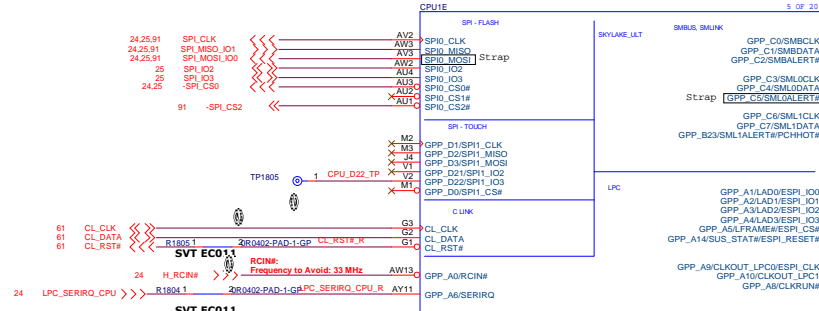 CPU1E 5 OF 20
SPI - FLASH
SKYLAKE_ULT
SMBUS, SMLINK
24,25,91 SPI_CLK AV2 SPI0_CLK
24,25,91 SPI_MISO_IO1 AW3 SPI0_MISO
24,25,91 SPI_MOSI_IO0 AV3 SPI0_MOSI Strap
25 SPI_IO2 AW2 SPI0_IO2
25 SPI_IO3 AU4 SPI0_IO3
24,25 -SPI_CS0 AU3 SPI0_CS0#
AU2 SPI0_CS1#
91 -SPI_CS2 AU1 SPI0_CS2#
GPP_C0/SMBCLK
GPP_C1/SMBDATA
GPP_C2/SMBALERT#
GPP_C3/SML0CLK
GPP_C4/SML0DATA
Strap GPP_C5/SML0ALERT#
GPP_C6/SML1CLK
GPP_C7/SML1DATA
GPP_B23/SML1ALERT#/PCHHOT#
SPI - TOUCH
M2 GPP_D1/SPI1_CLK
M3 GPP_D2/SPI1_MISO
J4 GPP_D3/SPI1_MOSI
V1 GPP_D21/SPI1_IO2
TP1805 1 CPU_D22_TP V2 GPP_D22/SPI1_IO3
M1 GPP_D0/SPI1_CS#
LPC
GPP_A1/LAD0/ESPI_IO0
GPP_A2/LAD1/ESPI_IO1
GPP_A3/LAD2/ESPI_IO2
GPP_A4/LAD3/ESPI_IO3
GPP_A5/LFRAME#/ESPI_CS#
GPP_A14/SUS_STAT#/ESPI_RESET#
GPP_A9/CLKOUT_LPC0/ESPI_CLK
GPP_A10/CLKOUT_LPC1
GPP_A8/CLKRUN#
C LINK
61 CL_CLK G3 CL_CLK
61 CL_DATA G2 CL_DATA
61 CL_RST# R1805 1 2 0R0402-PAD-1-GP CL_RST#_R G1 CL_RST#
SVT EC011
RCIN#:
Frequency to Avoid: 33 MHz
24 H_RCIN# AW13 GPP_A0/RCIN#
24 LPC_SERIRQ_CPU R1804 1 2 0R0402-PAD-1-GP LPC_SERIRQ_CPU_R AY11 GPP_A6/SERIRQ
SVT EC011